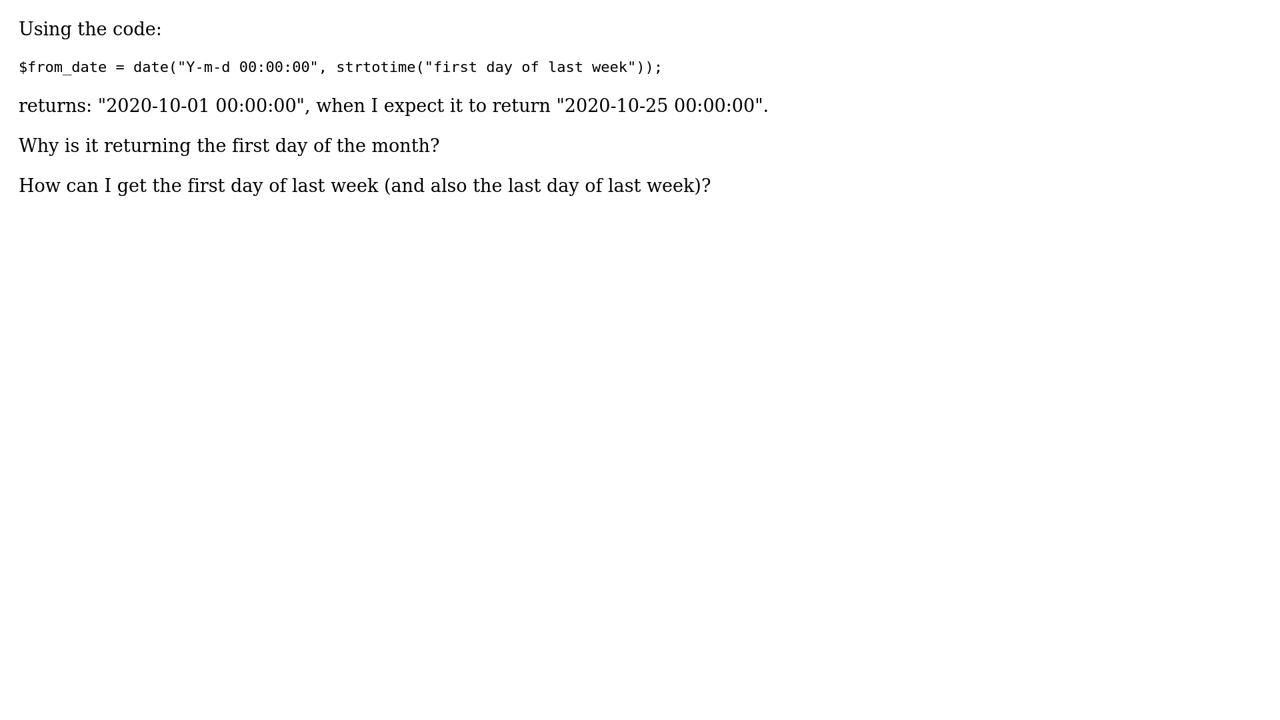 Using the code:
$from_date = date("Y-m-d 00:00:00", strtotime("first day of last week"));
returns: "2020-10-01 00:00:00", when I expect it to return "2020-10-25 00:00:00".
Why is it returning the first day of the month?
How can I get the first day of last week (and also the last day of last week)?